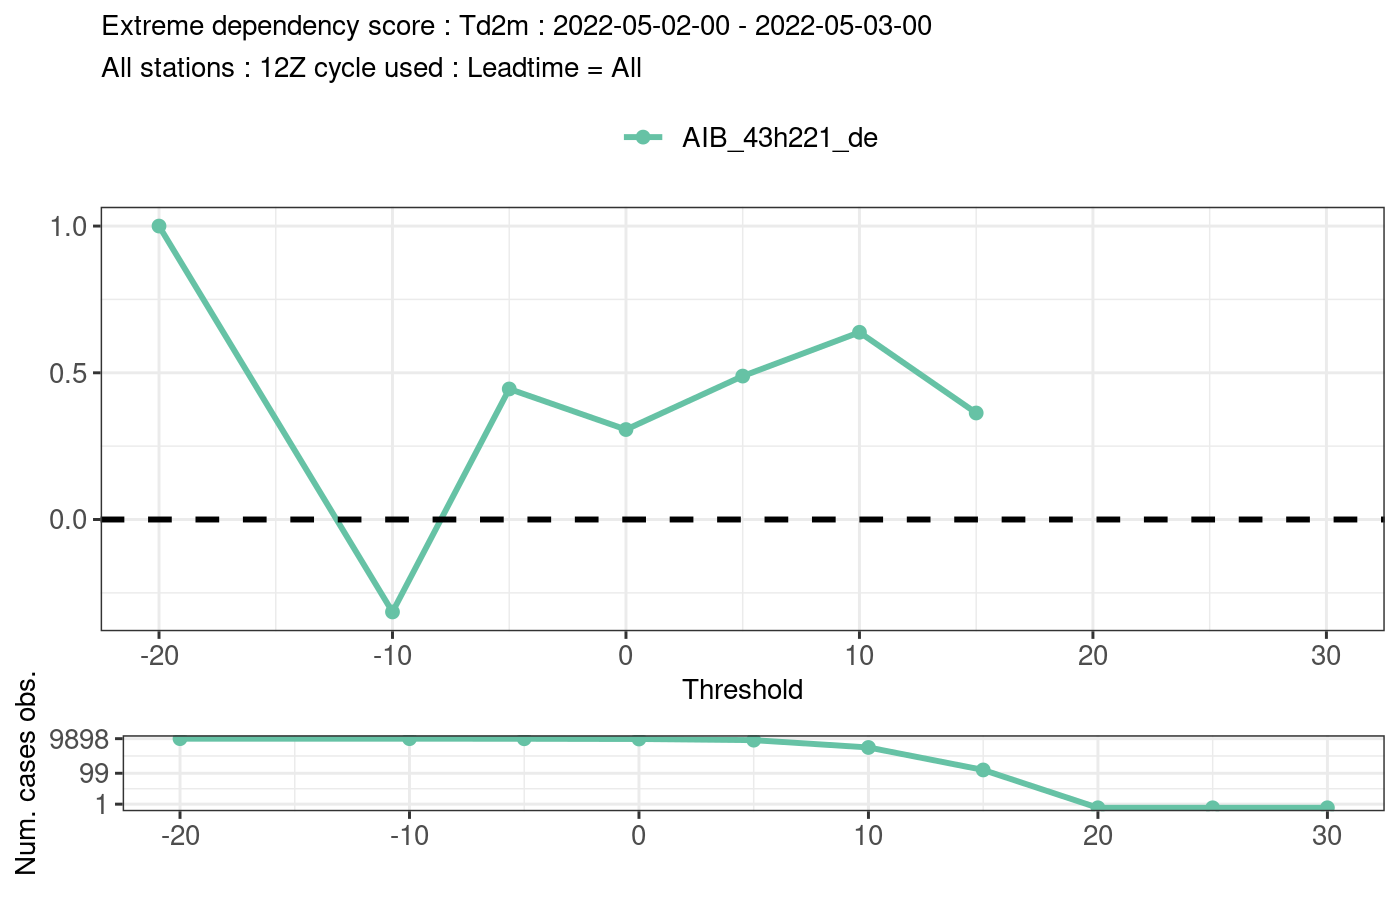 Extreme dependency score : Td2m : 2022-05-02-00 - 2022-05-03-00
All stations : 12Z cycle used : Leadtime = All
AIB_43h221_de
1.0
0.5
0.0
-20 -10 0 10 20 30
Threshold
Num. cases obs.
9898
99
1
-20 -10 0 10 20 30